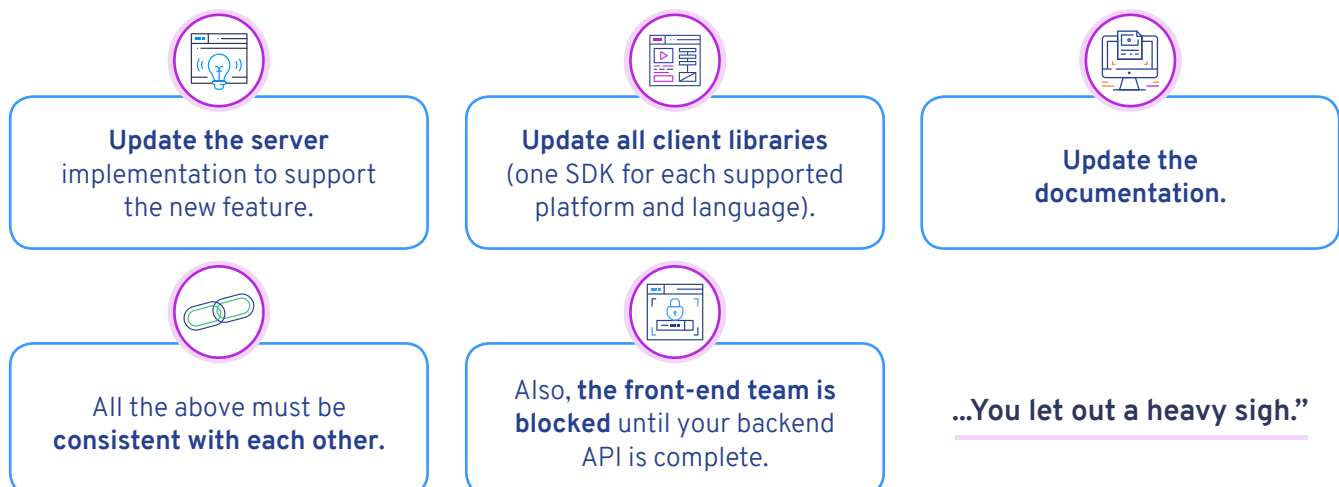 Update the server
implementation to support
the new feature.
Update all client libraries
(one SDK for each supported
platform and language).
Update the
documentation.
All the above must be
consistent with each other.
Also, the front-end team is
blocked until your backend
API is complete.
...You let out a heavy sigh.”